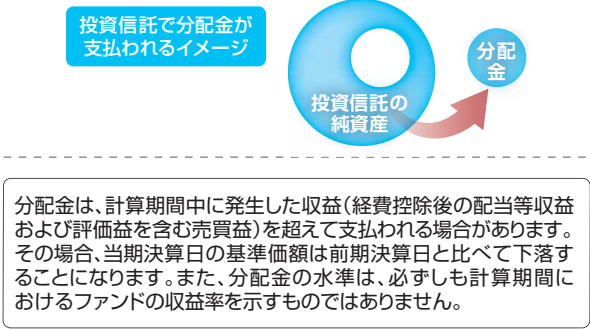 投資信託で分配金が
支払われるイメージ
分配
金
投資信託の
純資産
分配金は、計算期間中に発生した収益（経費控除後の配当等収益
および評価益を含む売買益）を超えて支払われる場合があります。
その場合、当期決算日の基準価額は前期決算日と比べて下落す
ることになります。また、分配金の水準は、必ずしも計算期間に
おけるファンドの収益率を示すものではありません。